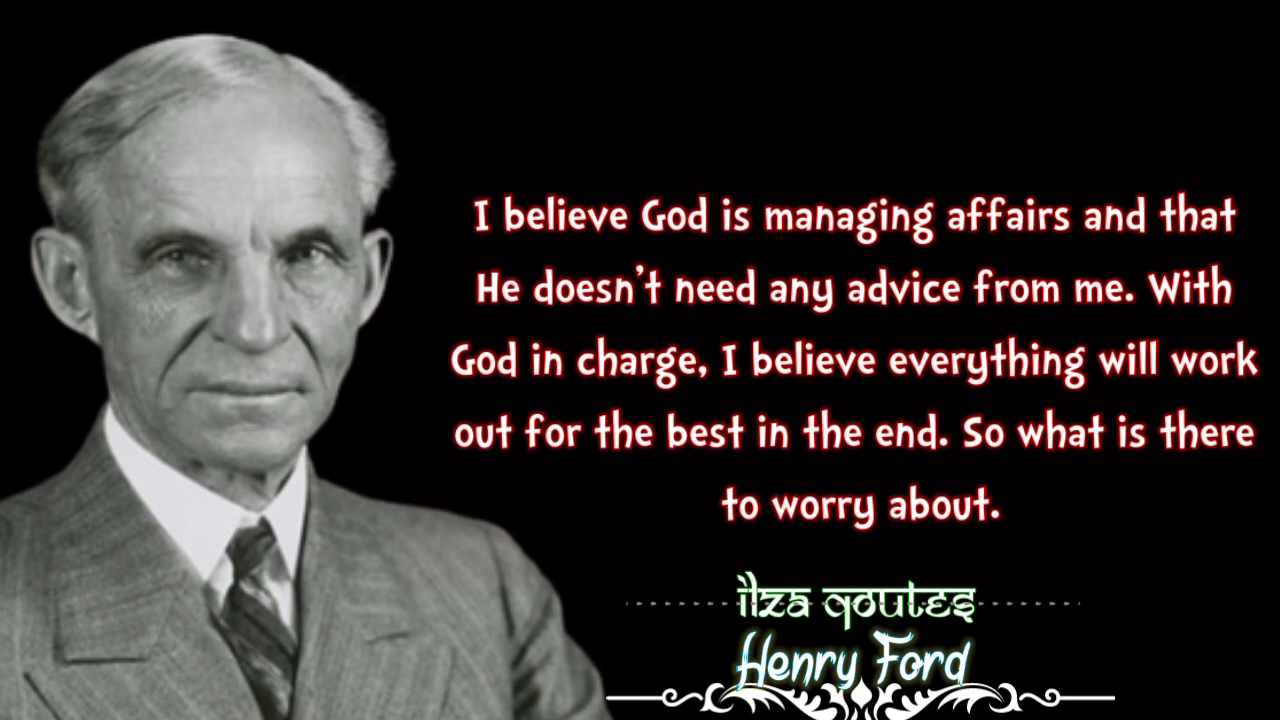 I believe God is managing affairs and that
He doesn't need any advice from me. With
God in charge, I believe everything will work
out for the best in the end. So what is there
to worry about.
ilza qoutes
Henry Ford